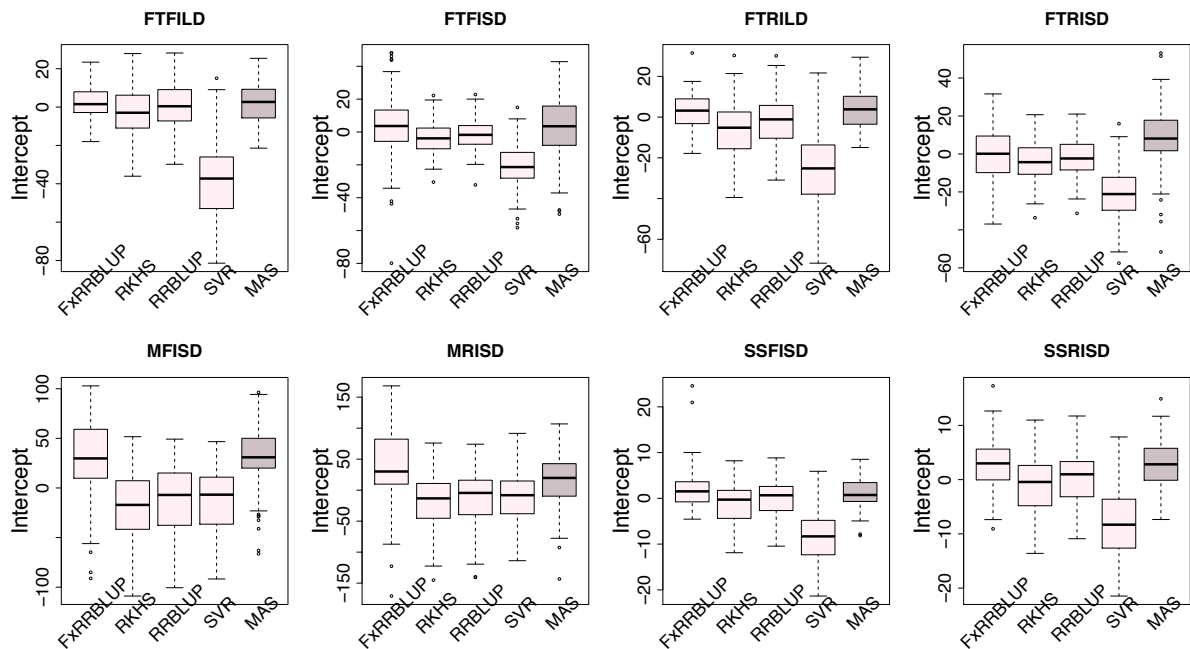 FTFILD
FTFISD
FTRILD
FTRISD
Intercept
20
0
−40
−80
FxRRBLUP
RKHS
RRBLUP
SVR
MAS
Intercept
20
0
−40
−80
FxRRBLUP
RKHS
RRBLUP
SVR
MAS
Intercept
20
0
−20
−60
FxRRBLUP
RKHS
RRBLUP
SVR
MAS
Intercept
40
20
0
−20
−60
FxRRBLUP
RKHS
RRBLUP
SVR
MAS
MFISD
MRISD
SSFISD
SSRISD
Intercept
100
50
0
−100
FxRRBLUP
RKHS
RRBLUP
SVR
MAS
Intercept
150
50
−50
−150
FxRRBLUP
RKHS
RRBLUP
SVR
MAS
Intercept
20
10
0
−10
−20
FxRRBLUP
RKHS
RRBLUP
SVR
MAS
Intercept
10
0
−10
−20
FxRRBLUP
RKHS
RRBLUP
SVR
MAS